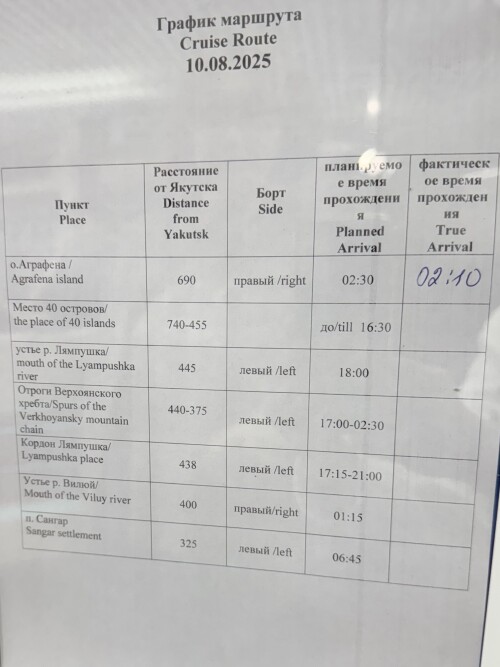 График маршрута
Cruise Route
10.08.2025
Пункт
Place
Расстояние
от Якутска
Distance
from
Yakutsk
Борт
Side
планируемо
е время
прохождени
я
Planned
Arrival
фактическ
ое время
прохожден
ия
True
Arrival
о.Аграфена /
Agrafena island
690
правый /right
02:30
02:10
Место 40 островов/
the place of 40 islands
740-455
до/till 16:30
устье р. Лямпушка/
mouth of the Lyampushka
river
445
левый /left
18:00
Отроги Верхоянского
хребта/Spurs of the
Verkhoyansky mountain
chain
440-375
левый /left
17:00-02:30
Кордон Лямпушка/
Lyampushka place
438
левый /left
17:15-21:00
Устье р. Вилюй/
Mouth of the Viluy river
400
правый/right
01:15
п. Сангар
Sangar settlement
325
левый /left
06:45